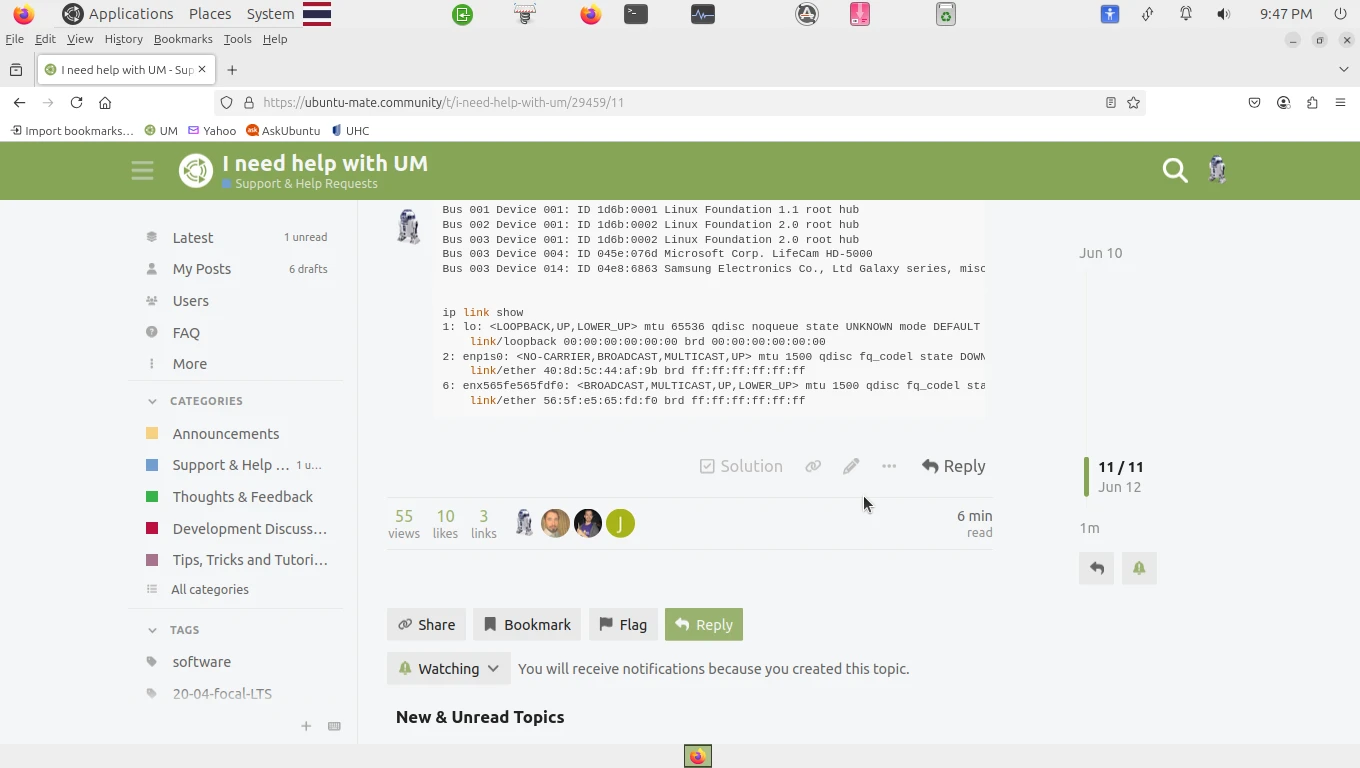 Applications Places System 9:47 PM
File Edit View History Bookmarks Tools Help
I need help with UM - Sup
https://ubuntu-mate.community/t/i-need-help-with-um/29459/11
Import bookmarks... UM Yahoo AskUbuntu UHC
I need help with UM
Support & Help Requests
Latest 1 unread
My Posts 6 drafts
Users
FAQ
More
CATEGORIES
Announcements
Support & Help ... 1 u...
Thoughts & Feedback
Development Discuss...
Tips, Tricks and Tutori...
All categories
TAGS
software
20-04-focal-LTS
Bus 001 Device 001: ID 1d6b:0001 Linux Foundation 1.1 root hub
Bus 002 Device 001: ID 1d6b:0002 Linux Foundation 2.0 root hub
Bus 003 Device 001: ID 1d6b:0002 Linux Foundation 2.0 root hub
Bus 003 Device 004: ID 045e:076d Microsoft Corp. LifeCam HD-5000
Bus 003 Device 014: ID 04e8:6863 Samsung Electronics Co., Ltd Galaxy series, misc
ip link show
1: lo: <LOOPBACK,UP,LOWER_UP> mtu 65536 qdisc noqueue state UNKNOWN mode DEFAULT
link/loopback 00:00:00:00:00:00 brd 00:00:00:00:00:00
2: enp1s0: <NO-CARRIER,BROADCAST,MULTICAST,UP> mtu 1500 qdisc fq_codel state DOWN
link/ether 40:8d:5c:44:af:9b brd ff:ff:ff:ff:ff:ff
6: enx565fe565fdf0: <BROADCAST,MULTICAST,UP,LOWER_UP> mtu 1500 qdisc fq_codel sta
link/ether 56:5f:e5:65:fd:f0 brd ff:ff:ff:ff:ff:ff
Solution Reply
55 10 3 J 6 min
views likes links read
Share Bookmark Flag Reply
Watching You will receive notifications because you created this topic.
New & Unread Topics
Jun 10
11 / 11
Jun 12
1m